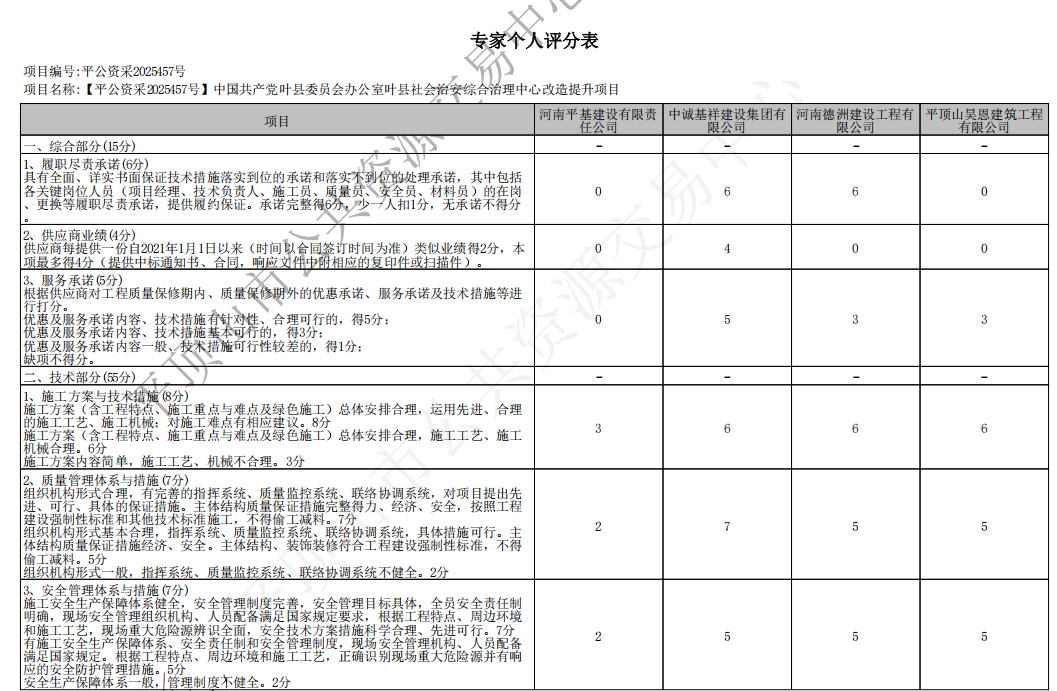 专家个人评分表
项目编号:平公资采2025457号
项目名称:【平公资采2025457号】中国共产党叶县委员会办公室叶县社会治安综合治理中心改造提升项目
项目 河南平基建设有限责任公司 中诚基祥建设集团有限公司 河南德洲建设工程有限公司 平顶山昊恩建筑工程有限公司
一、综合部分(15分) - - - -
1、履职尽责承诺(6分)
具有全面、详实书面保证技术措施落实到位的承诺和落实不到位的处理承诺，其中包括
各关键岗位人员（项目经理、技术负责人、施工员、质量员、安全员、材料员）的在岗
、更换等履职尽责承诺，提供履约保证。承诺完整得6分，少一人扣1分，无承诺不得分
。
0 6 6 0
2、供应商业绩(4分)
供应商每提供一份自2021年1月1日以来（时间以合同签订时间为准）类似业绩得2分，本
项最多得4分（提供中标通知书、合同，响应文件中附相应的复印件或扫描件）。
0 4 0 0
3、服务承诺(5分)
根据供应商对工程质量保修期内、质量保修期外的优惠承诺、服务承诺及技术措施等进
行打分。
优惠及服务承诺内容、技术措施有针对性、合理可行的，得5分；
优惠及服务承诺内容、技术措施基本可行的，得3分；
优惠及服务承诺内容一般、技术措施可行性较差的，得1分；
缺项不得分。
0 5 3 3
二、技术部分(55分) - - - -
1、施工方案与技术措施(8分)
施工方案（含工程特点、施工重点与难点及绿色施工）总体安排合理，运用先进、合理
的施工工艺、施工机械；对施工难点有相应建议。8分
施工方案（含工程特点、施工重点与难点及绿色施工）总体安排合理，施工工艺、施工
机械合理。6分
施工方案内容简单，施工工艺、机械不合理。3分
3 6 6 6
2、质量管理体系与措施(7分)
组织机构形式合理，有完善的指挥系统、质量监控系统、联络协调系统，对项目提出先
进、可行、具体的保证措施。主体结构质量保证措施完整得力、经济、安全，按照工程
建设强制性标准和其他技术标准施工，不得偷工减料。7分
组织机构形式基本合理，指挥系统、质量监控系统、联络协调系统，具体措施可行。主
体结构质量保证措施经济、安全。主体结构、装饰装修符合工程建设强制性标准，不得
偷工减料。5分
组织机构形式一般，指挥系统、质量监控系统、联络协调系统不健全。2分
2 7 5 5
3、安全管理体系与措施(7分)
施工安全生产保障体系健全，安全管理制度完善，安全管理目标具体，全员安全责任制
明确，现场安全管理组织机构、人员配备满足国家规定要求，根据工程特点、周边环境
和施工工艺，现场重大危险源辨识全面，安全技术方案措施科学合理、先进可行。7分
有施工安全生产保障体系、安全责任制和安全管理制度，现场安全管理机构、人员配备
满足国家规定。根据工程特点、周边环境和施工工艺，正确识别现场重大危险源并有响
应的安全防护管理措施。5分
安全生产保障体系一般，管理制度不健全。2分
2 5 5 5
平顶山市公共资源交易中心
平顶山市公共资源交易中心